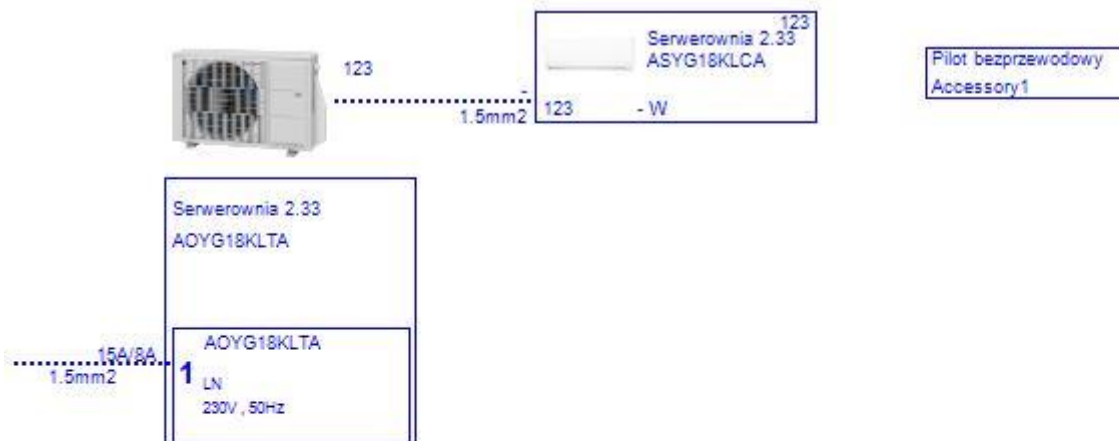 123
123
Serwerownia 2.33
ASYG18KLCA
-
1.5mm2
123 - W
Pilot bezprzewodowy
Accessory1
Serwerownia 2.33
AOYG18KLTA
15A/8A
1.5mm2
AOYG18KLTA
1
LN
230V , 50Hz